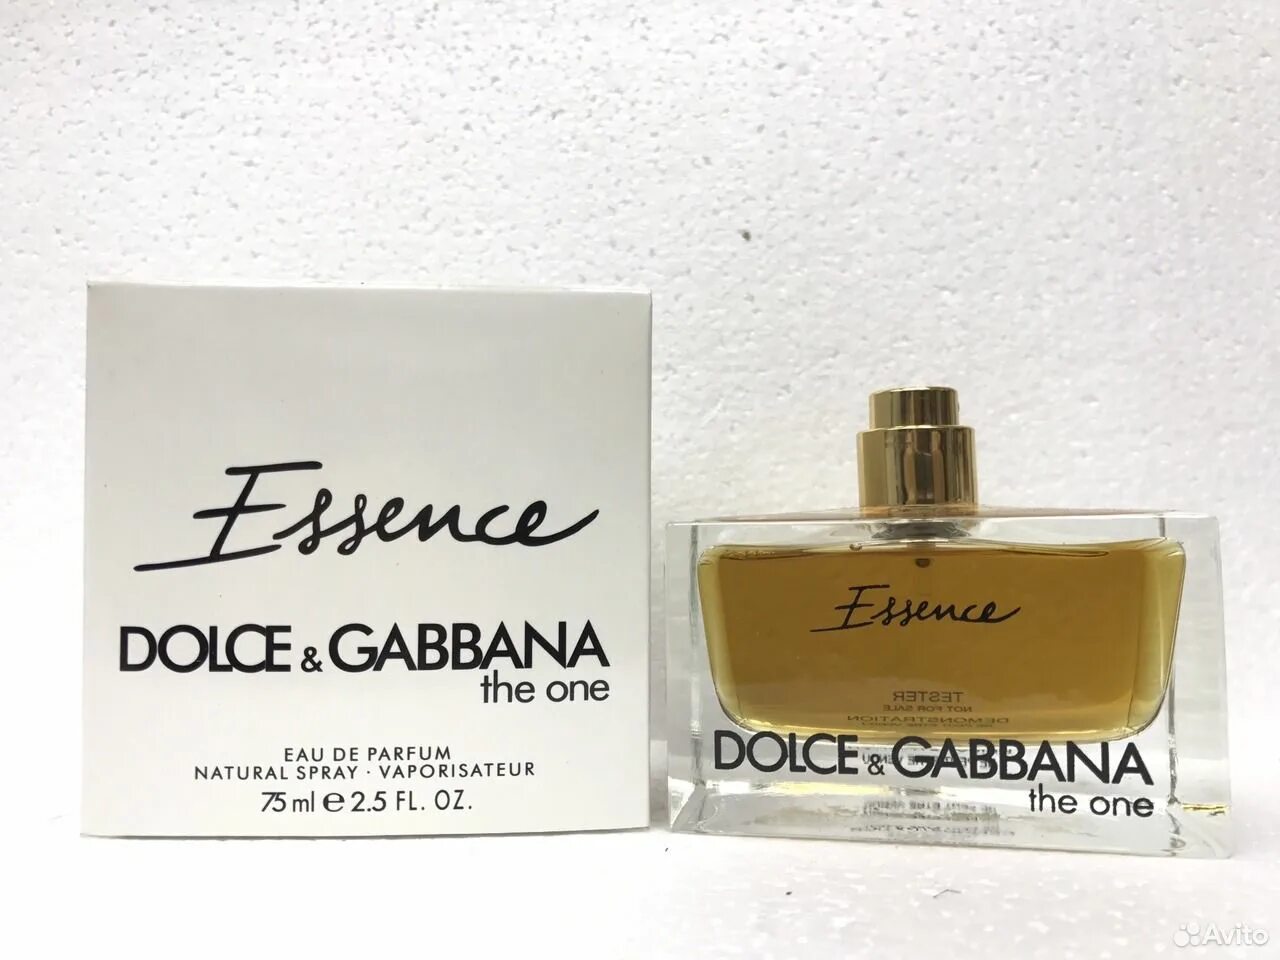 Essence
DOLCE & GABBANA
the one
EAU DE PARFUM
NATURAL SPRAY · VAPORISATEUR
75 ml e 2.5 FL. OZ.
Essence
TESTER
NOT FOR SALE
DEMONSTRATION
DOLCE & GABBANA
the one
Avito